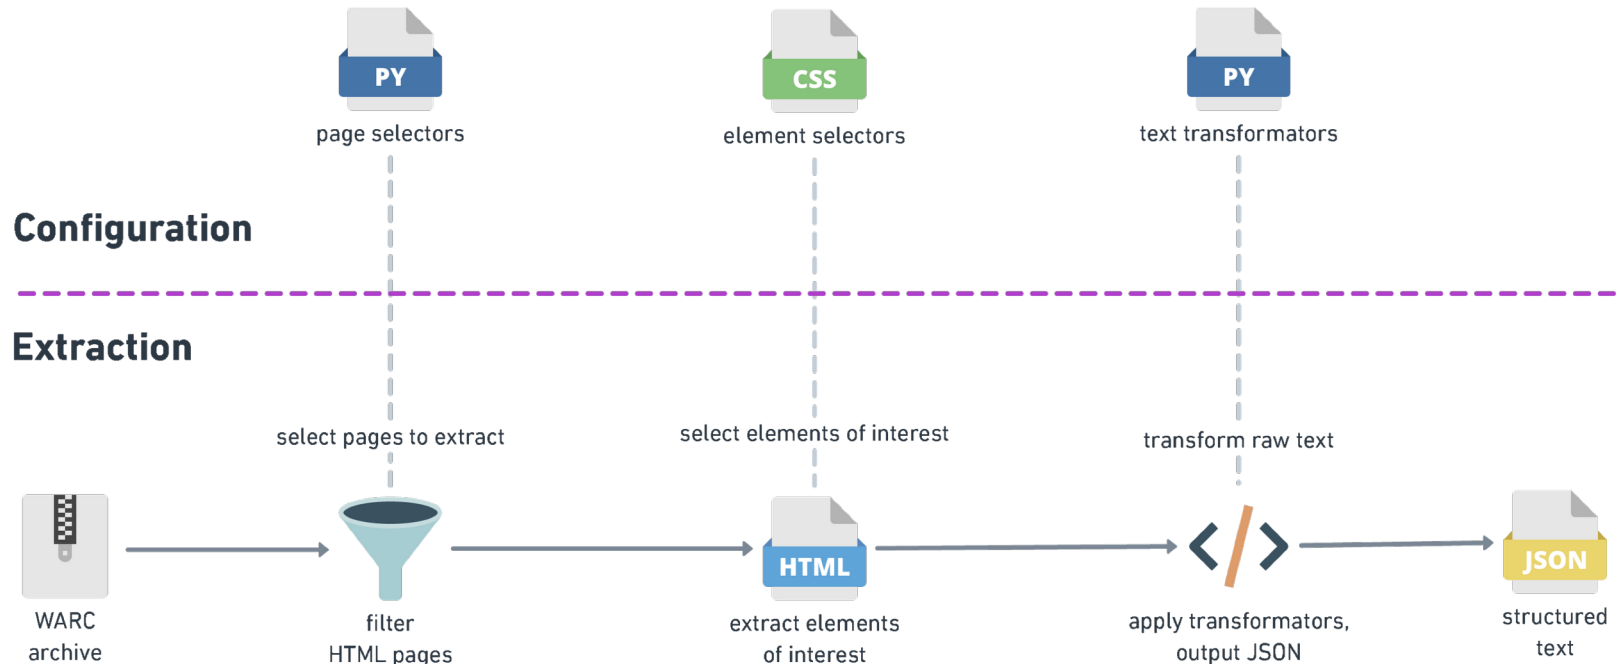 PY
CSS
PY
page selectors
element selectors
text transformators
Configuration
Extraction
select pages to extract
select elements of interest
transform raw text
HTML
JSON
WARC
archive
filter
HTML pages
extract elements
of interest
apply transformators,
output JSON
structured
text